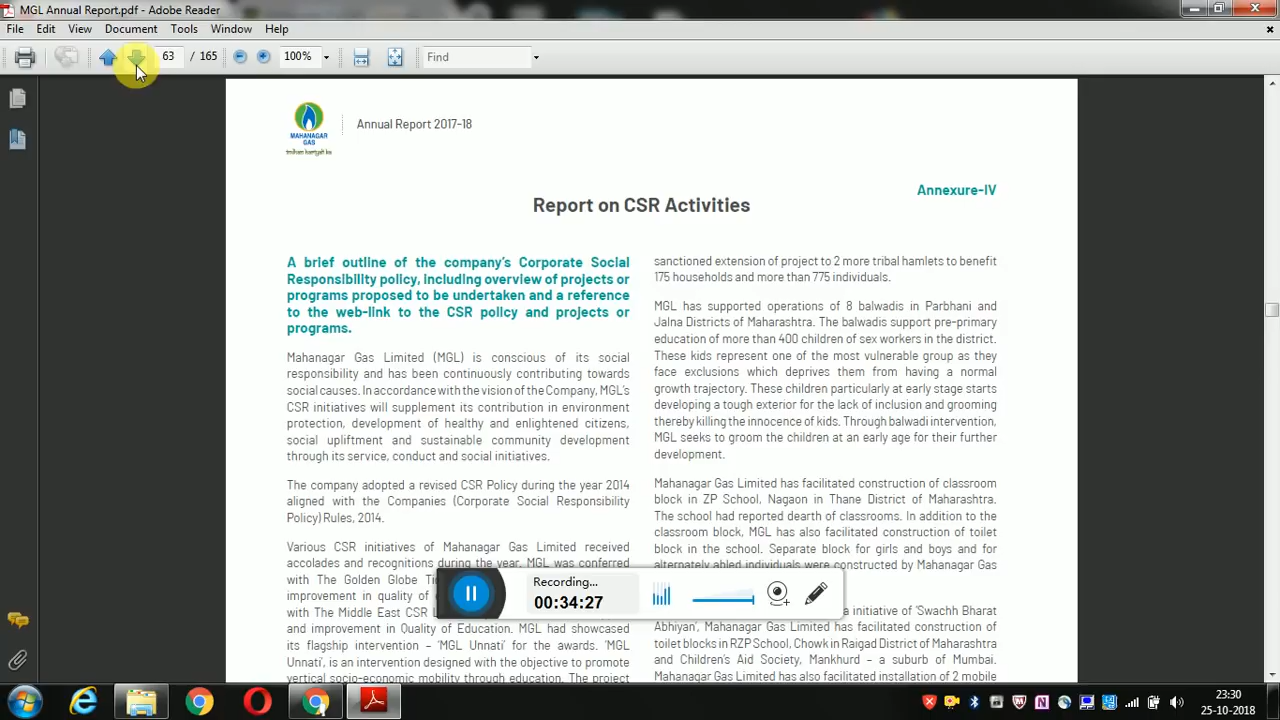 MGL Annual Report.pdf - Adobe Reader
File Edit View Document Tools Window Help
63 / 165 100% Find
MAHANAGAR
GAS
Annual Report 2017-18
Annexure-IV
Report on CSR Activities
A brief outline of the company's Corporate Social
Responsibility policy, including overview of projects or
programs proposed to be undertaken and a reference
to the web-link to the CSR policy and projects or
programs.
Mahanagar Gas Limited (MGL) is conscious of its social
responsibility and has been continuously contributing towards
social causes. In accordance with the vision of the Company, MGL's
CSR initiatives will supplement its contribution in environment
protection, development of healthy and enlightened citizens,
social upliftment and sustainable community development
through its service, conduct and social initiatives.
The company adopted a revised CSR Policy during the year 2014
aligned with the Companies (Corporate Social Responsibility
Policy) Rules, 2014.
Various CSR initiatives of Mahanagar Gas Limited received
accolades and recognitions during the year. MGL was conferred
with The Golden Globe
improvement in quality of
with The Middle East CSR
and improvement in Quality of Education. MGL had showcased
its flagship intervention – 'MGL Unnati' for the awards. 'MGL
Unnati', is an intervention designed with the objective to promote
vertical socio-economic mobility through education. The project
sanctioned extension of project to 2 more tribal hamlets to benefit
175 households and more than 775 individuals.
MGL has supported operations of 8 balwadis in Parbhani and
Jalna Districts of Maharashtra. The balwadis support pre-primary
education of more than 400 children of sex workers in the district.
These kids represent one of the most vulnerable group as they
face exclusions which deprives them from having a normal
growth trajectory. These children particularly at early stage starts
developing a tough exterior for the lack of inclusion and grooming
thereby killing the innocence of kids. Through balwadi intervention,
MGL seeks to groom the children at an early age for their further
development.
Mahanagar Gas Limited has facilitated construction of classroom
block in ZP School, Nagaon in Thane District of Maharashtra.
The school had reported dearth of classrooms. In addition to the
classroom block, MGL has also facilitated construction of toilet
block in the school. Separate block for girls and boys and for
alternately abled individuals were constructed by Mahanagar Gas
a initiative of 'Swachh Bharat
Abhiyan', Mahanagar Gas Limited has facilitated construction of
toilet blocks in RZP School, Chowk in Raigad District of Maharashtra
and Children's Aid Society, Mankhurd – a suburb of Mumbai.
Mahanagar Gas Limited has also facilitated installation of 2 mobile
Recording...
00:34:27
23:30
25-10-2018